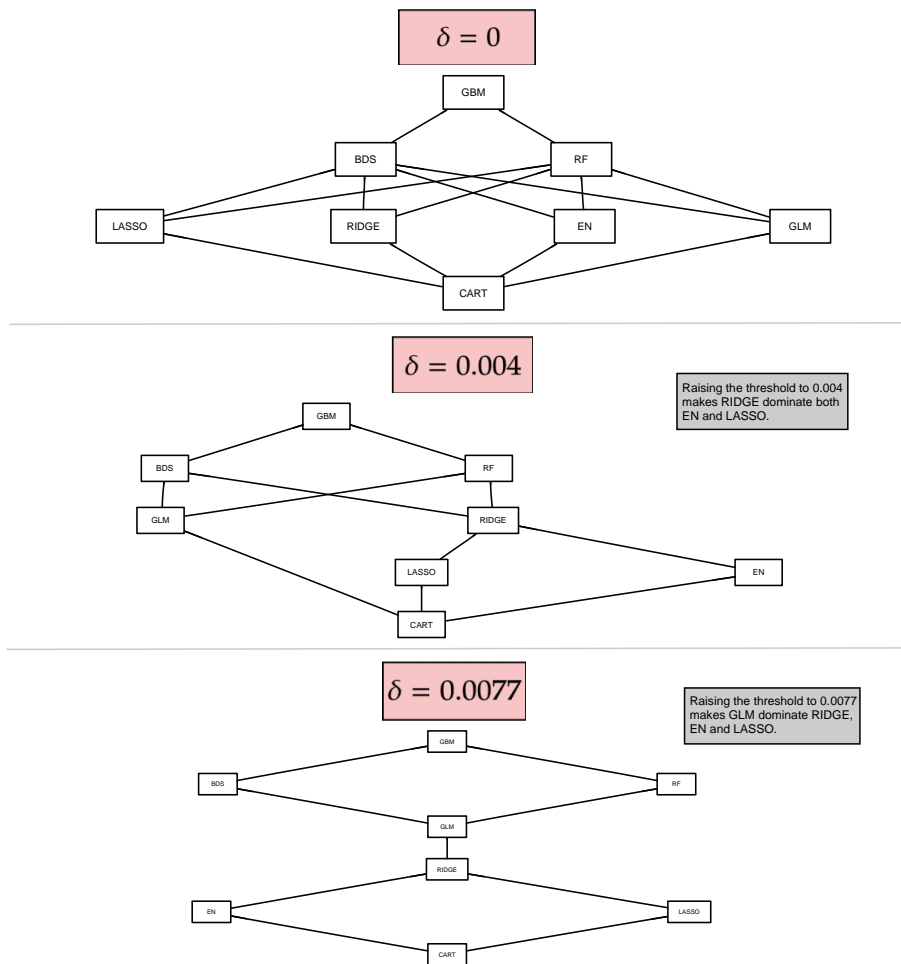 δ = 0
GBM
BDS RF
LASSO RIDGE EN GLM
CART
δ = 0.004
Raising the threshold to 0.004
makes RIDGE dominate both
EN and LASSO.
GBM
BDS RF
GLM RIDGE
LASSO EN
CART
δ = 0.0077
Raising the threshold to 0.0077
makes GLM dominate RIDGE,
EN and LASSO.
GBM
BDS RF
GLM
RIDGE
EN LASSO
CART